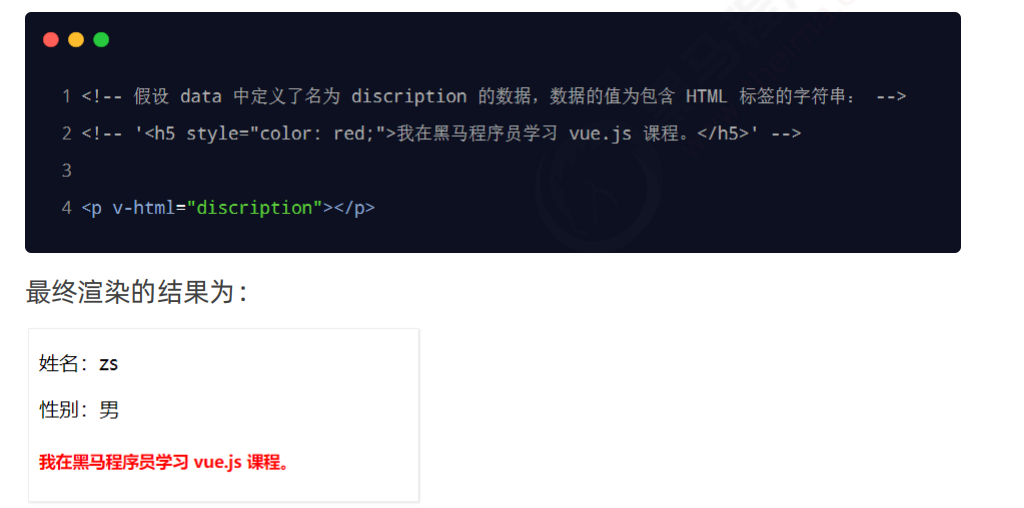 1 <!-- 假设 data 中定义了名为 discription 的数据，数据的值为包含 HTML 标签的字符串： -->
2 <!-- '<h5 style="color: red;">我在黑马程序员学习 vue.js 课程。</h5>' -->
3
4 <p v-html="discription"></p>
最终渲染的结果为：
姓名：zs
性别：男
我在黑马程序员学习 vue.js 课程。